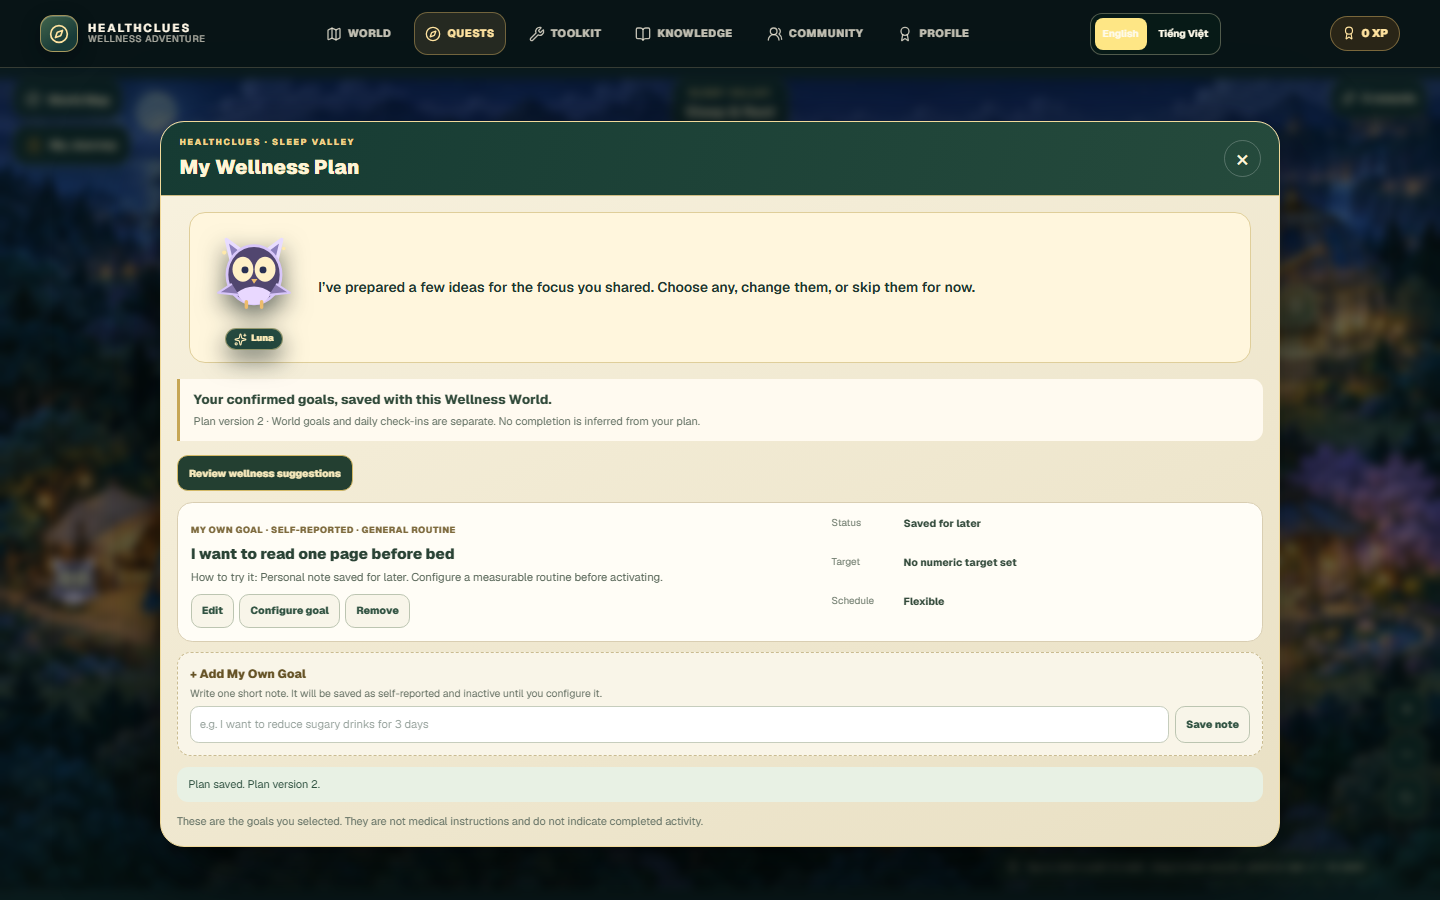 HEALTHCLUES
WELLNESS ADVENTURE
WORLD
QUESTS
TOOLKIT
KNOWLEDGE
COMMUNITY
PROFILE
English
Tiếng Việt
0 XP
HEALTHCLUES · SLEEP VALLEY
My Wellness Plan
I’ve prepared a few ideas for the focus you shared. Choose any, change them, or skip them for now.
Luna
Your confirmed goals, saved with this Wellness World.
Plan version 2 · World goals and daily check-ins are separate. No completion is inferred from your plan.
Review wellness suggestions
MY OWN GOAL · SELF-REPORTED · GENERAL ROUTINE
I want to read one page before bed
How to try it: Personal note saved for later. Configure a measurable routine before activating.
Edit
Configure goal
Remove
Status
Saved for later
Target
No numeric target set
Schedule
Flexible
+ Add My Own Goal
Write one short note. It will be saved as self-reported and inactive until you configure it.
e.g. I want to reduce sugary drinks for 3 days
Save note
Plan saved. Plan version 2.
These are the goals you selected. They are not medical instructions and do not indicate completed activity.